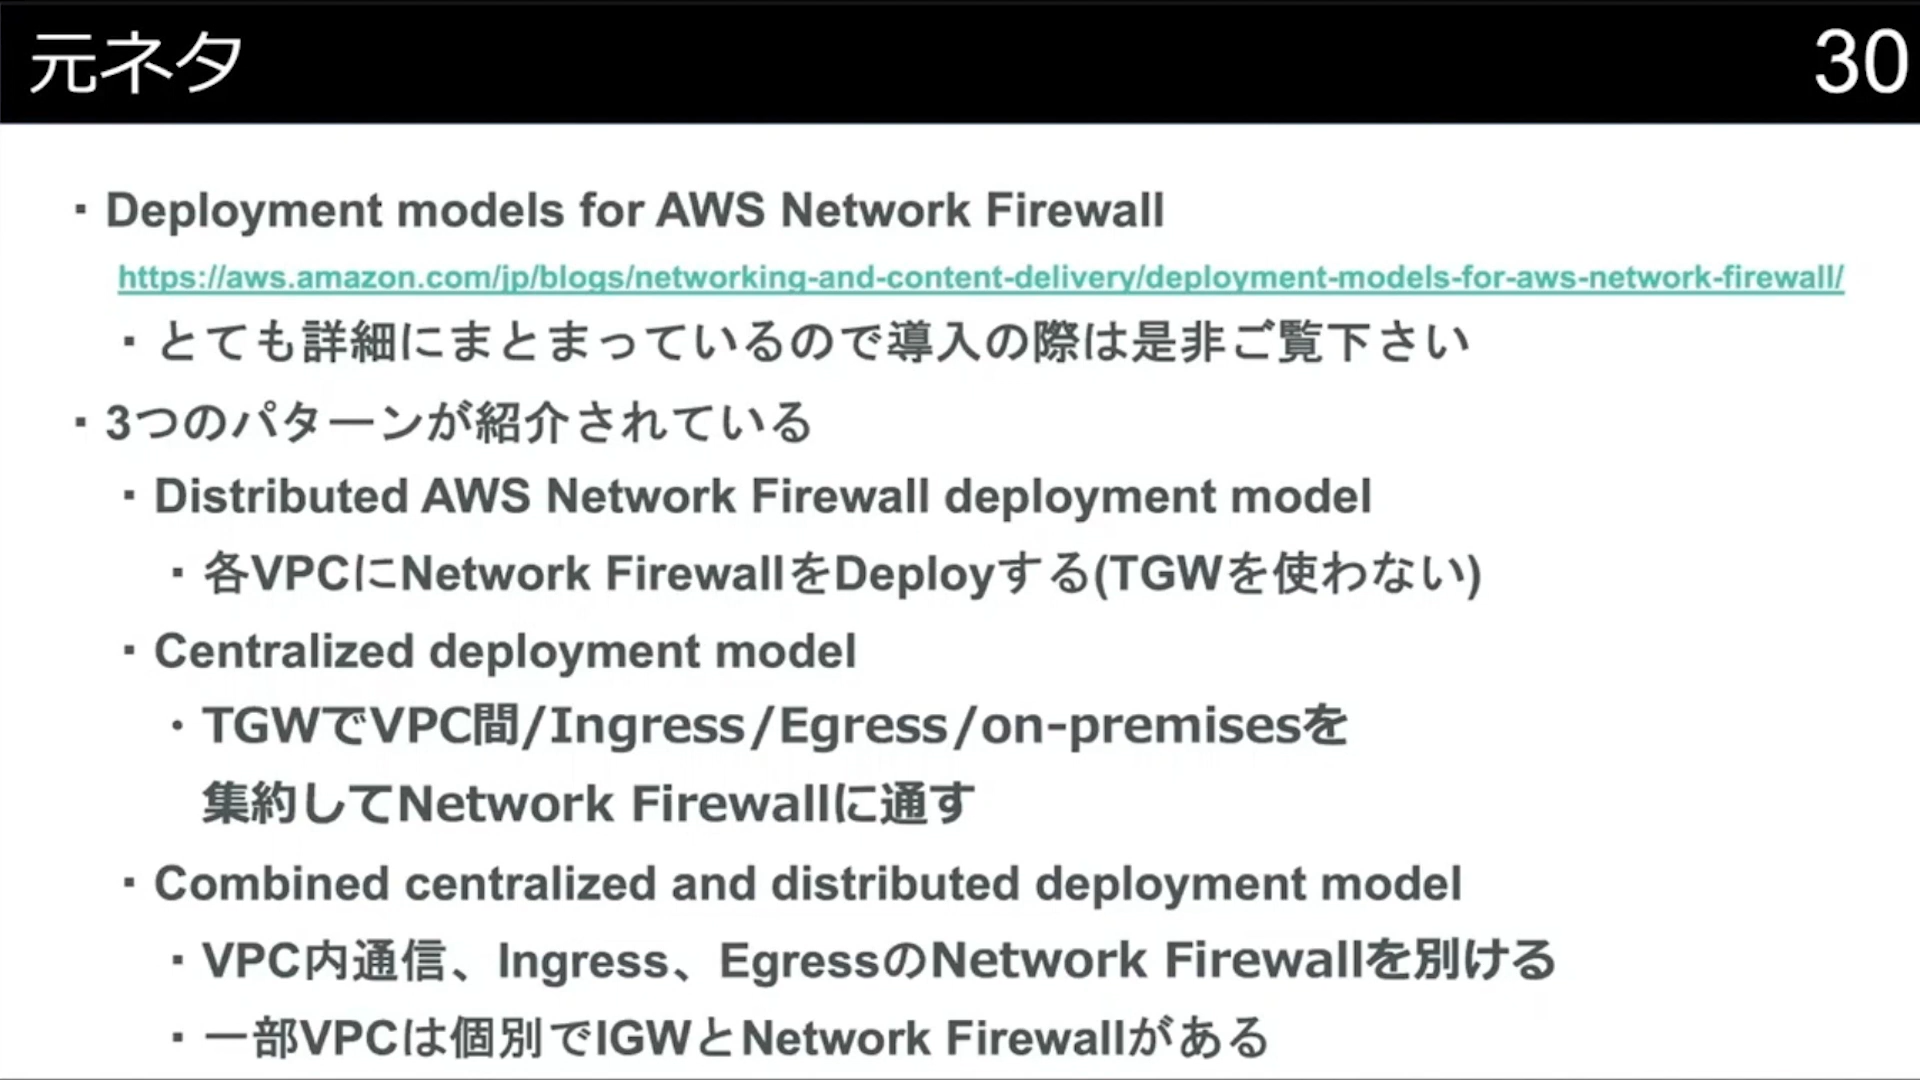 元ネタ
30
・Deployment models for AWS Network Firewall
https://aws.amazon.com/jp/blogs/networking-and-content-delivery/deployment-models-for-aws-network-firewall/
・とても詳細にまとまっているので導入の際は是非ご覧下さい
・3つのパターンが紹介されている
・Distributed AWS Network Firewall deployment model
・各VPCにNetwork FirewallをDeployする(TGWを使わない)
・Centralized deployment model
・TGWでVPC間/Ingress/Egress/on-premisesを
集約してNetwork Firewallに通す
・Combined centralized and distributed deployment model
・VPC内通信、Ingress、EgressのNetwork Firewallを別ける
・一部VPCは個別でIGWとNetwork Firewallがある